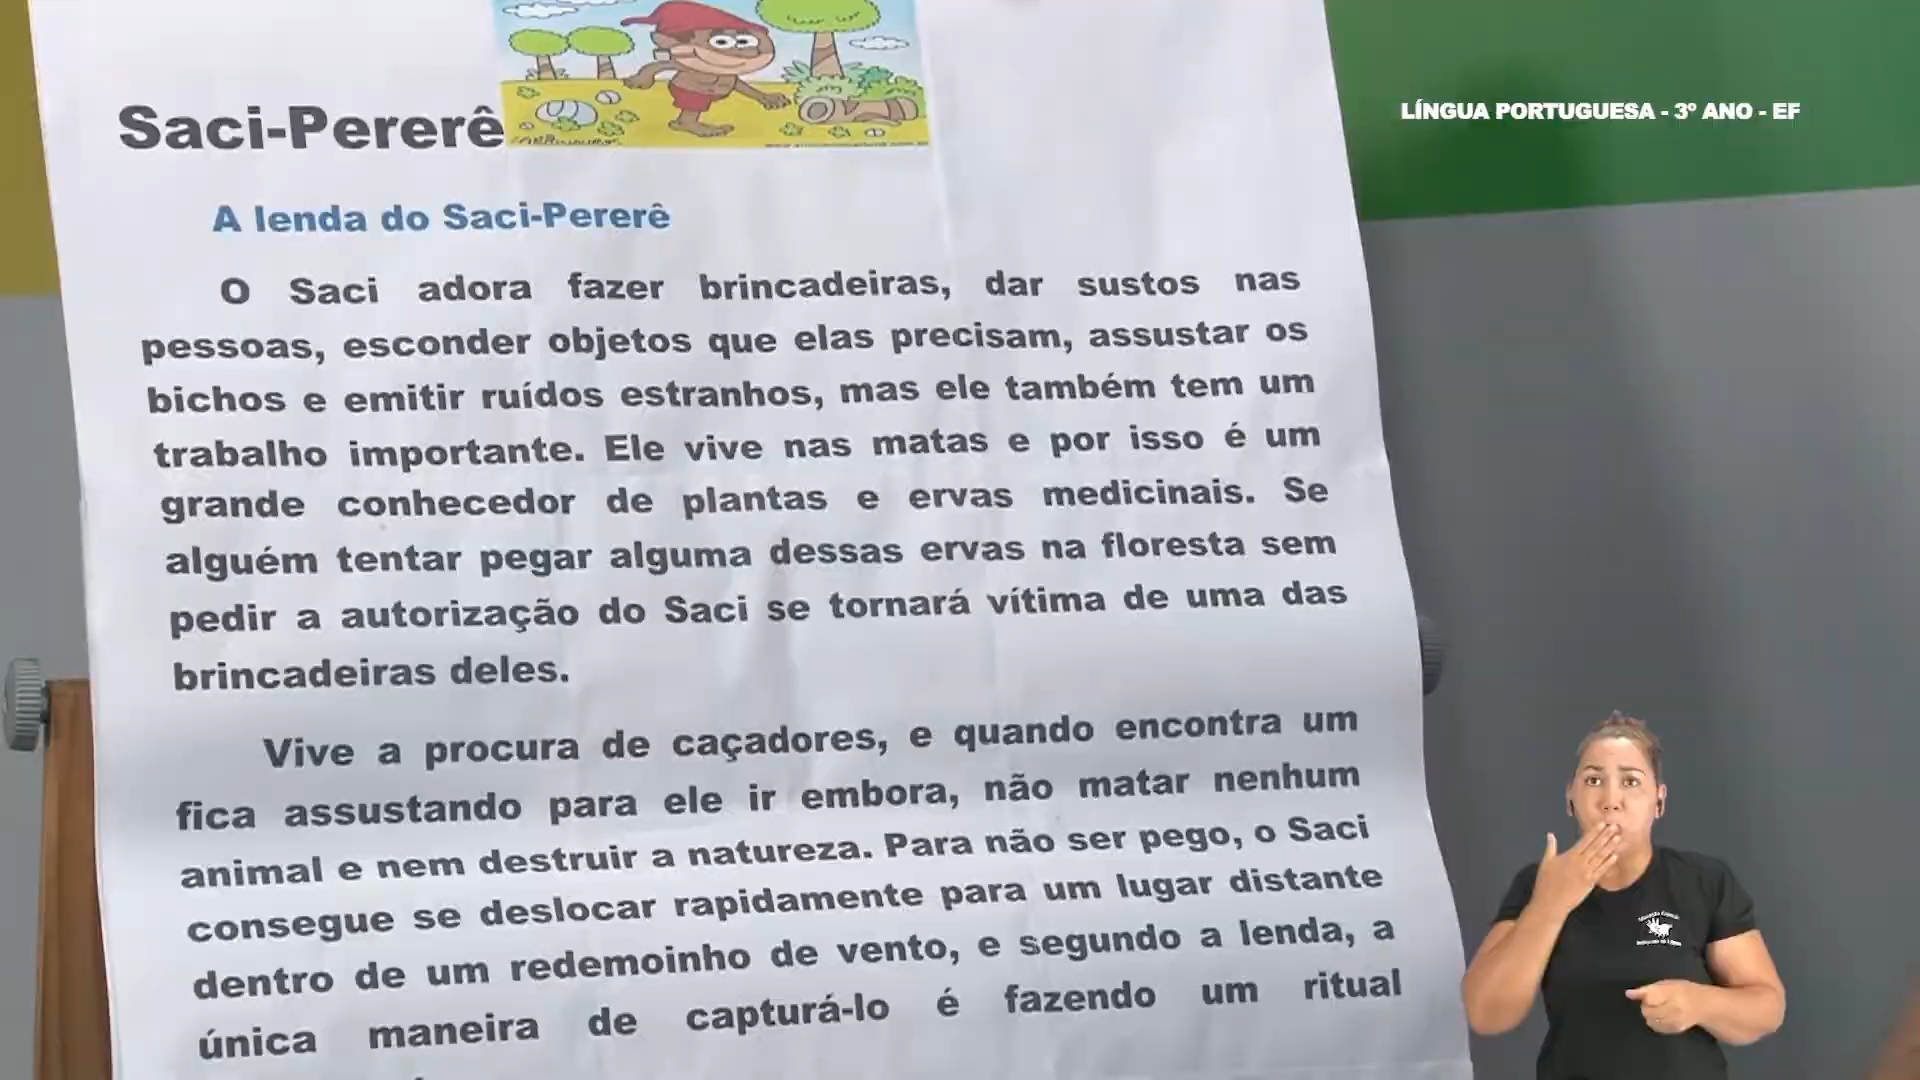 Saci-Pererê
LÍNGUA PORTUGUESA - 3º ANO - EF
A lenda do Saci-Pererê
O Saci adora fazer brincadeiras, dar sustos nas
pessoas, esconder objetos que elas precisam, assustar os
bichos e emitir ruídos estranhos, mas ele também tem um
trabalho importante. Ele vive nas matas e por isso é um
grande conhecedor de plantas e ervas medicinais. Se
alguém tentar pegar alguma dessas ervas na floresta sem
pedir a autorização do Saci se tornará vítima de uma das
brincadeiras deles.
Vive a procura de caçadores, e quando encontra um
fica assustando para ele ir embora, não matar nenhum
animal e nem destruir a natureza. Para não ser pego, o Saci
consegue se deslocar rapidamente para um lugar distante
dentro de um redemoinho de vento, e segundo a lenda, a
única maneira de capturá-lo é fazendo um ritual